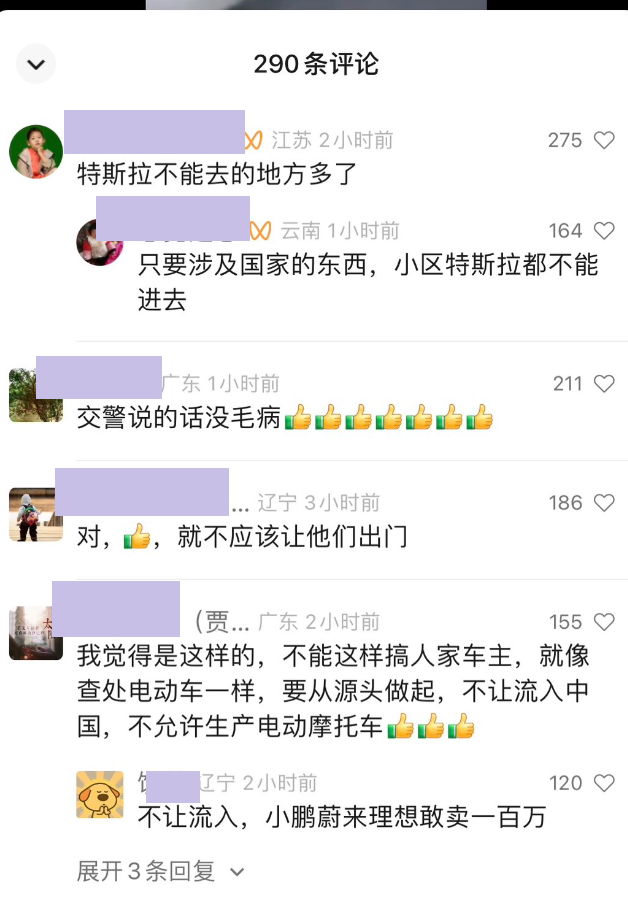 290条评论
江苏 2小时前
275
特斯拉不能去的地方多了
云南 1小时前
164
只要涉及国家的东西，小区特斯拉都不能
进去
广东 1小时前
211
交警说的话没毛病👍👍👍👍👍👍👍
... 辽宁 3小时前
186
对，👍，就不应该让他们出门
（贾... 广东 2小时前
155
我觉得是这样的，不能这样搞人家车主，就像
查处电动车一样，要从源头做起，不让流入中
国，不允许生产电动摩托车👍👍👍
辽宁 2小时前
120
不让流入，小鹏蔚来理想敢卖一百万
展开3条回复